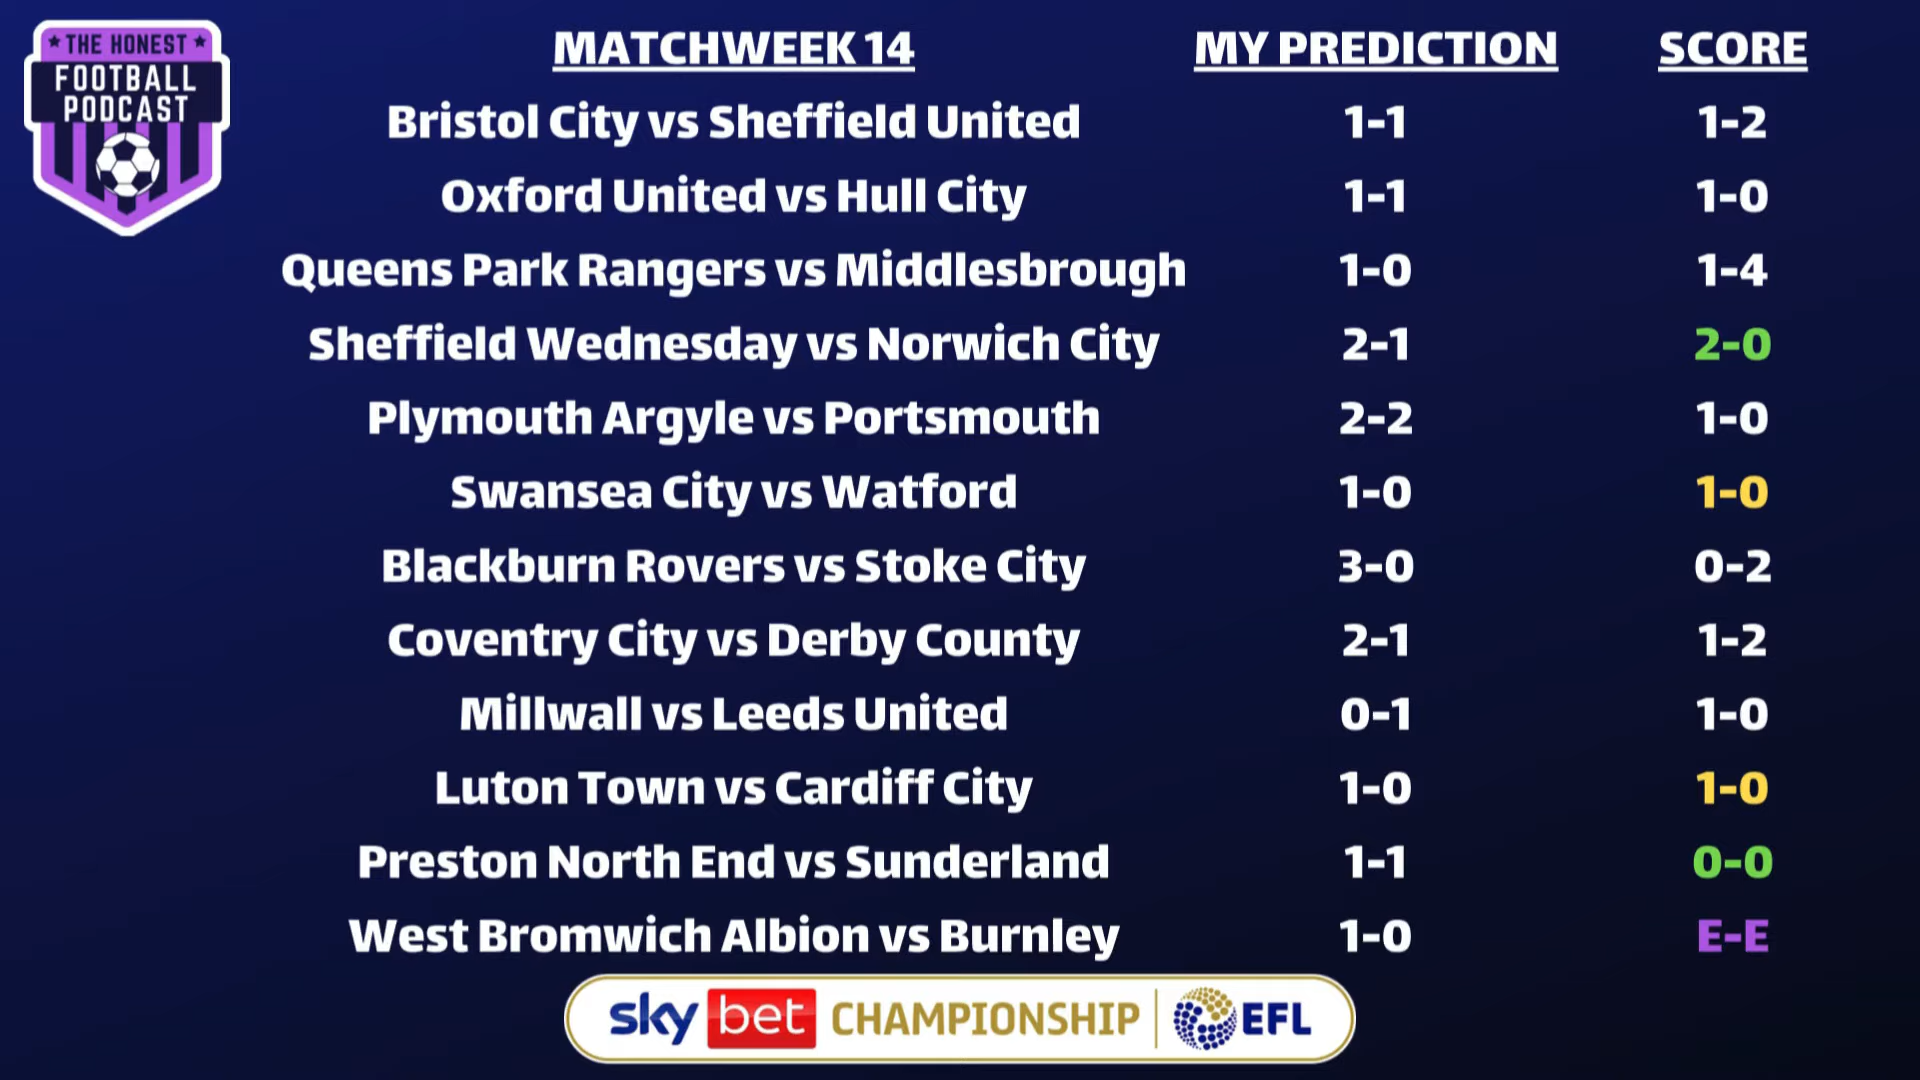 ★ THE HONEST ★
FOOTBALL
PODCAST
MATCHWEEK 14 MY PREDICTION SCORE
Bristol City vs Sheffield United 1-1 1-2
Oxford United vs Hull City 1-1 1-0
Queens Park Rangers vs Middlesbrough 1-0 1-4
Sheffield Wednesday vs Norwich City 2-1 2-0
Plymouth Argyle vs Portsmouth 2-2 1-0
Swansea City vs Watford 1-0 1-0
Blackburn Rovers vs Stoke City 3-0 0-2
Coventry City vs Derby County 2-1 1-2
Millwall vs Leeds United 0-1 1-0
Luton Town vs Cardiff City 1-0 1-0
Preston North End vs Sunderland 1-1 0-0
West Bromwich Albion vs Burnley 1-0 E-E
sky bet CHAMPIONSHIP EFL